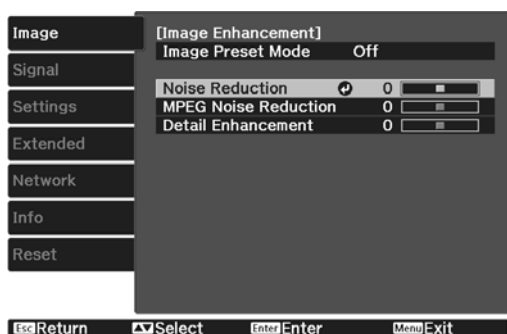 Image
Signal
Settings
Extended
Network
Info
Reset
[Image Enhancement]
Image Preset Mode Off
Noise Reduction 0
MPEG Noise Reduction 0
Detail Enhancement 0
Esc Return Select Enter Enter Menu Exit